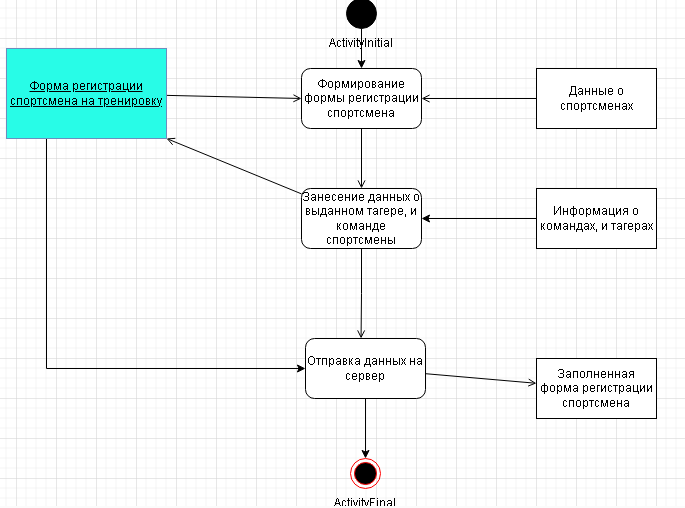 ActivityInitial
Форма регистрации
спортсмена на тренировку
Формирование
формы регистрации
спортсмена
Данные о
спортсменах
Занесение данных о
выданном тагере, и
команде
спортсмены
Информация о
командах, и тагерах
Отправка данных на
сервер
Заполненная
форма регистрации
спортсмена
ActivityFinal